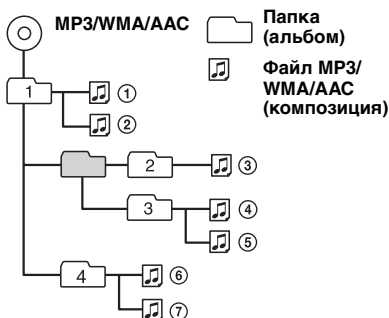 MP3/WMA/AAC
Папка
(альбом)
Файл MP3/
WMA/AAC
(композиция)
1
①
②
2
③
3
④
⑤
4
⑥
⑦